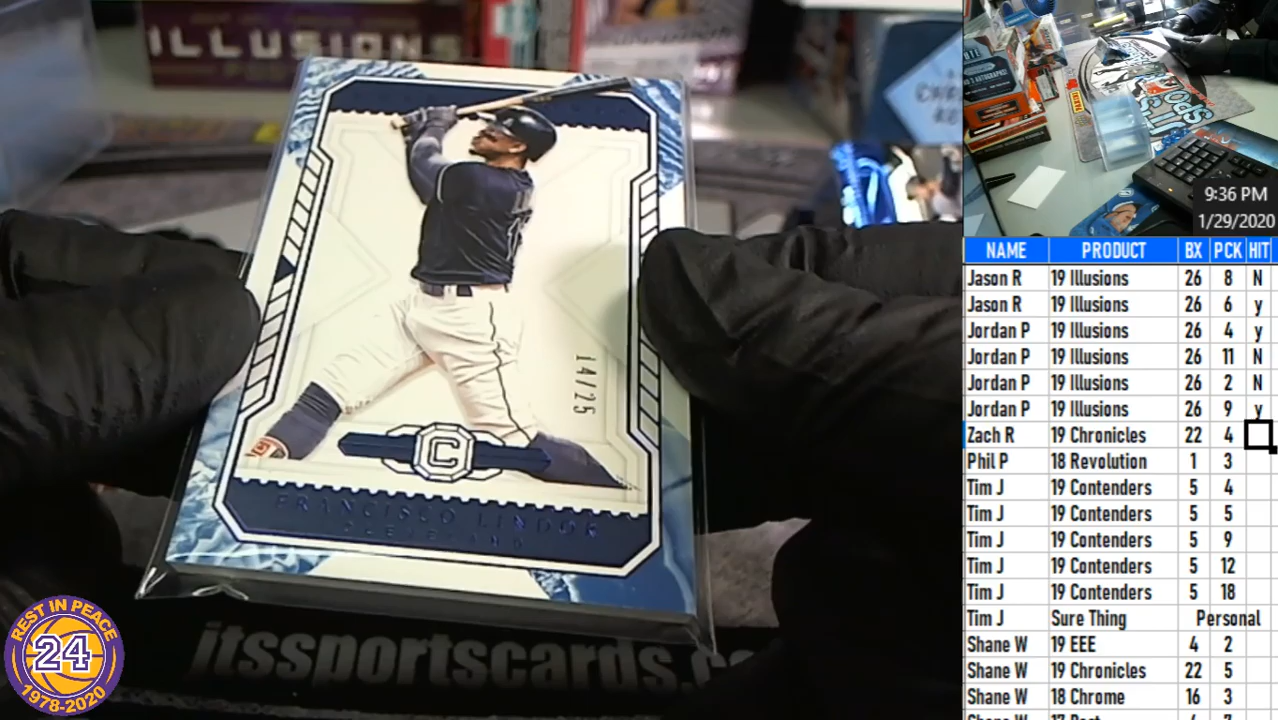 ILLUSIONS
14/25
C
FRANCISCO LINDOR
CLEVELAND
itssportscards.c
REST IN PEACE
24
1978-2020
9:36 PM
1/29/2020
NAME PRODUCT BX PCK HIT
Jason R 19 Illusions 26 8 N
Jason R 19 Illusions 26 6 y
Jordan P 19 Illusions 26 4 y
Jordan P 19 Illusions 26 11 N
Jordan P 19 Illusions 26 2 N
Jordan P 19 Illusions 26 9 y
Zach R 19 Chronicles 22 4
Phil P 18 Revolution 1 3
Tim J 19 Contenders 5 4
Tim J 19 Contenders 5 5
Tim J 19 Contenders 5 9
Tim J 19 Contenders 5 12
Tim J 19 Contenders 5 18
Tim J Sure Thing Personal
Shane W 19 EEE 4 2
Shane W 19 Chronicles 22 5
Shane W 18 Chrome 16 3